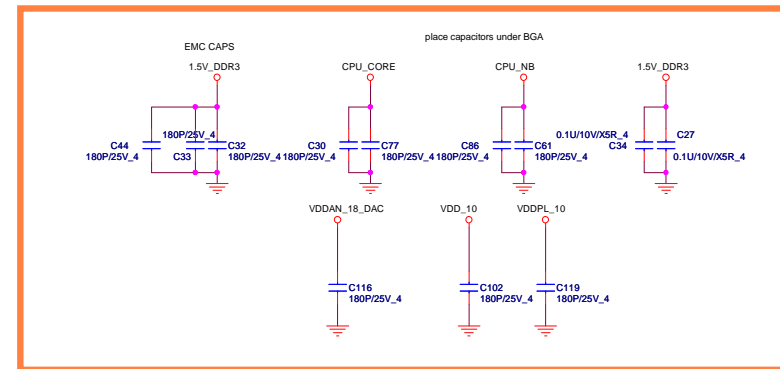 place capacitors under BGA
EMC CAPS
1.5V_DDR3
CPU_CORE
CPU_NB
1.5V_DDR3
C44
180P/25V_4
180P/25V_4
C33
C32
180P/25V_4
C30
180P/25V_4
C77
180P/25V_4
C86
180P/25V_4
C61
180P/25V_4
0.1U/10V/X5R_4
C34
C27
0.1U/10V/X5R_4
VDDAN_18_DAC
VDD_10
VDDPL_10
C116
180P/25V_4
C102
180P/25V_4
C119
180P/25V_4